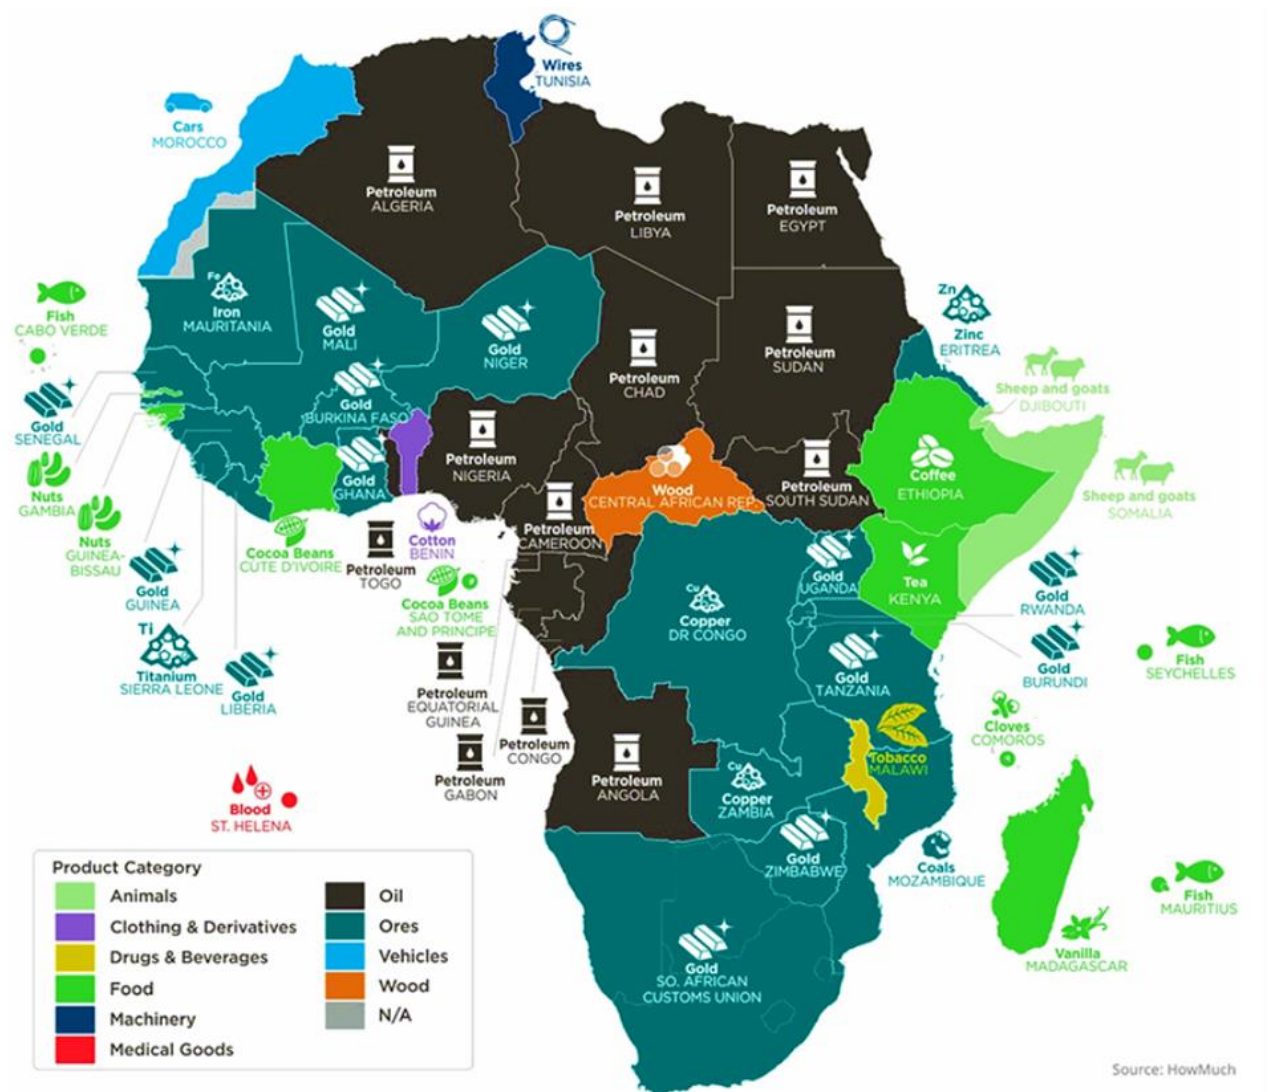 Wires
TUNISIA
Cars
MOROCCO
Petroleum
ALGERIA
Petroleum
LIBYA
Petroleum
EGYPT
Fe
Iron
MAURITANIA
Gold
MALI
Gold
NIGER
Petroleum
CHAD
Petroleum
SUDAN
Zn
Zinc
ERITREA
Fish
CABO VERDE
Gold
SENEGAL
Nuts
GAMBIA
Nuts
GUINEA-
BISSAU
Gold
GUINEA
Ti
Titanium
SIERRA LEONE
Gold
LIBERIA
Gold
BURKINA FASO
Gold
GHANA
Cocoa Beans
CÙTE D'IVOIRE
Petroleum
TOGO
Cotton
BENIN
Petroleum
NIGERIA
Petroleum
CAMEROON
Wood
CENTRAL AFRICAN REP.
Petroleum
SOUTH SUDAN
Coffee
ETHIOPIA
Sheep and goats
DJIBOUTI
Sheep and goats
SOMALIA
Cocoa Beans
SAO TOME
AND PRINCIPE
Petroleum
EQUATORIAL
GUINEA
Petroleum
CONGO
Petroleum
GABON
Cu
Copper
DR CONGO
Gold
UGANDA
Tea
KENYA
Gold
RWANDA
Gold
BURUNDI
Gold
TANZANIA
Fish
SEYCHELLES
Cloves
COMOROS
Petroleum
ANGOLA
Cu
Copper
ZAMBIA
Tobacco
MALAWI
Gold
ZIMBABWE
Coals
MOZAMBIQUE
Fish
MAURITIUS
Vanilla
MADAGASCAR
Gold
SO. AFRICAN
CUSTOMS UNION
Blood
ST. HELENA
Product Category
Animals
Clothing & Derivatives
Drugs & Beverages
Food
Machinery
Medical Goods
Oil
Ores
Vehicles
Wood
N/A
Source: HowMuch